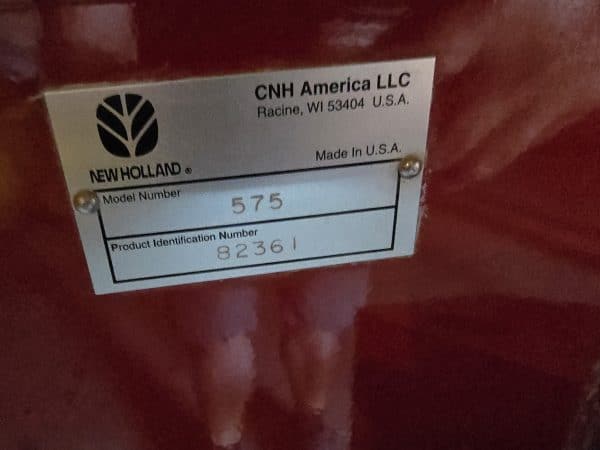 CNH America LLC
Racine, WI 53404 U.S.A.
NEW HOLLAND ®
Made In U.S.A.
Model Number
575
Product Identification Number
82361